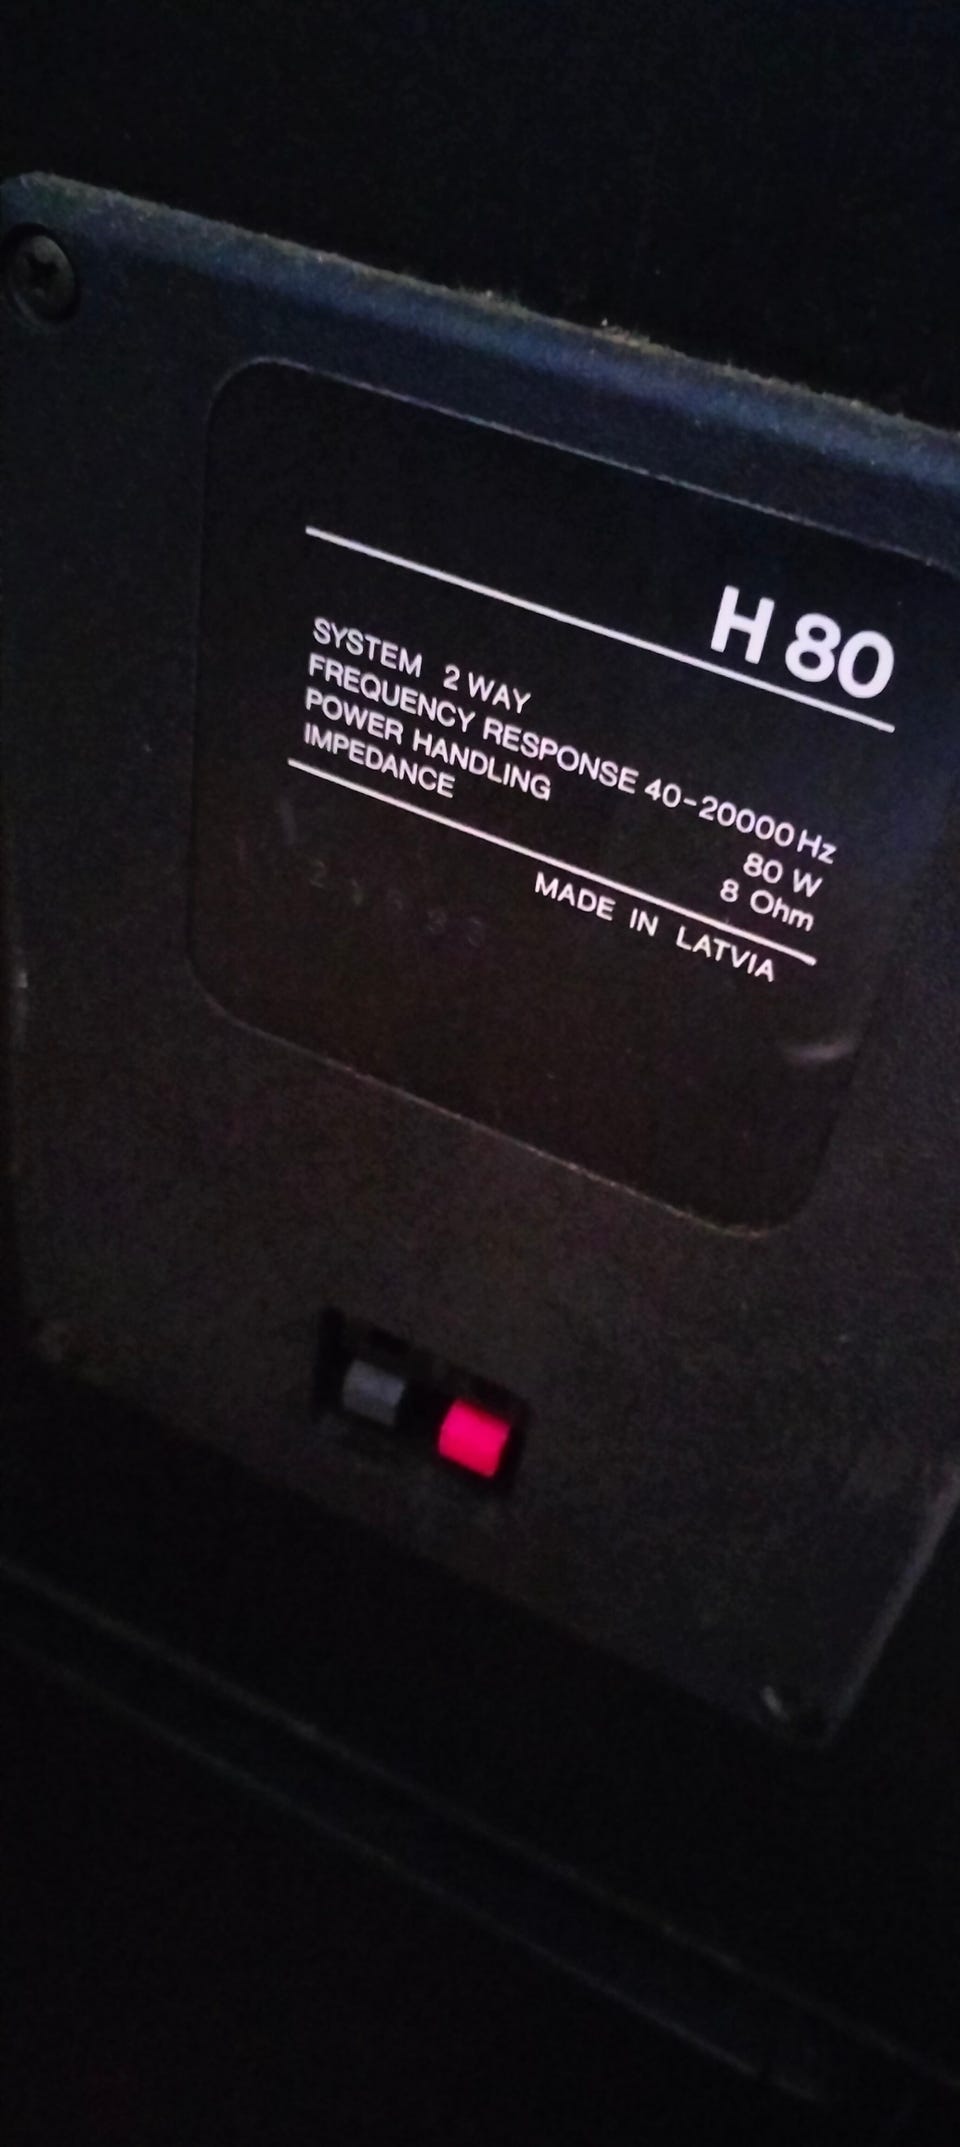 H 80
SYSTEM 2 WAY
FREQUENCY RESPONSE 40-20000 Hz
POWER HANDLING 80 W
IMPEDANCE 8 Ohm
MADE IN LATVIA